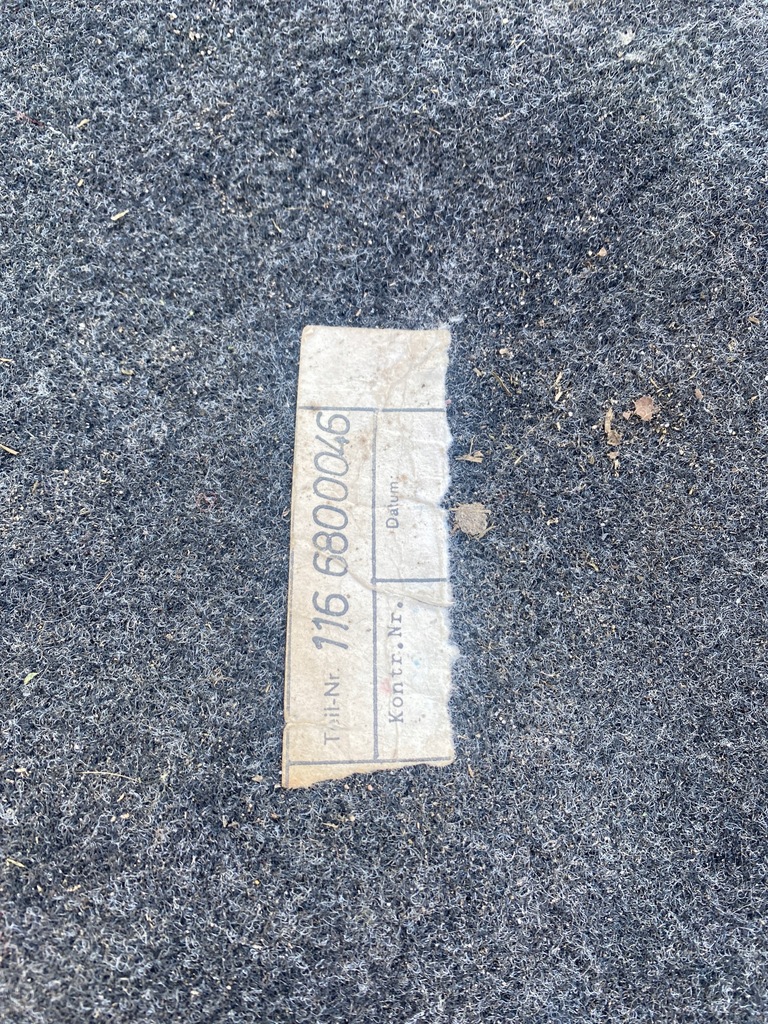 Teil-Nr. 116 6800046
Kontr.Nr.
Datum: